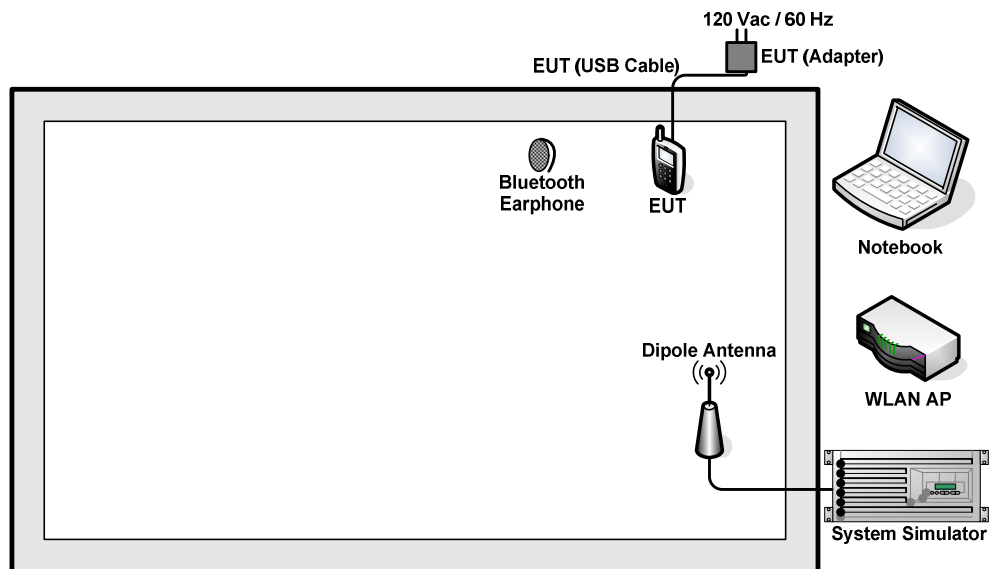 120 Vac / 60 Hz
EUT (Adapter)
EUT (USB Cable)
Bluetooth
Earphone
EUT
Notebook
Dipole Antenna
WLAN AP
System Simulator